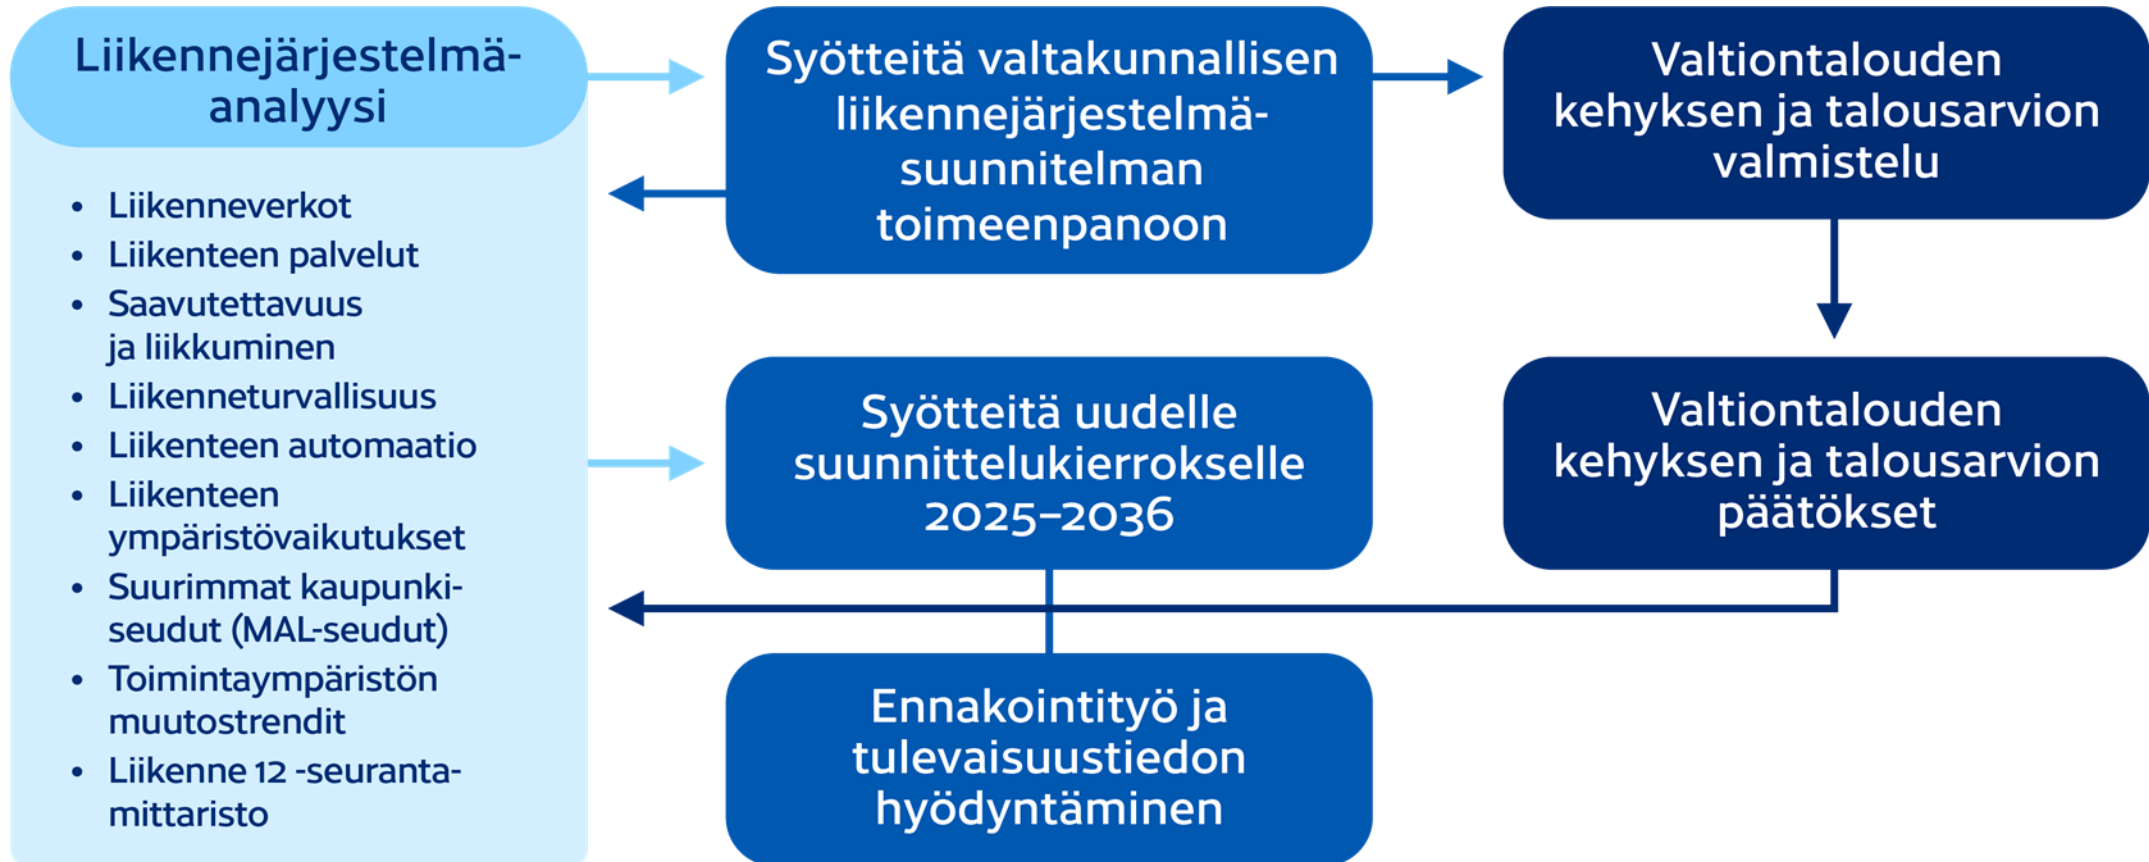 Liikennejärjestelmä-
analyysi
• Liikenneverkot
• Liikenteen palvelut
• Saavutettavuus
ja liikkuminen
• Liikenneturvallisuus
• Liikenteen automaatio
• Liikenteen
ympäristövaikutukset
• Suurimmat kaupunki-
seudut (MAL-seudut)
• Toimintaympäristön
muutostrendit
• Liikenne 12 -seuranta-
mittaristo
Syötteitä valtakunnallisen
liikennejärjestelmä-
suunnitelman
toimeenpanoon
Valtiontalouden
kehyksen ja talousarvion
valmistelu
Syötteitä uudelle
suunnittelukierrokselle
2025–2036
Valtiontalouden
kehyksen ja talousarvion
päätökset
Ennakointityö ja
tulevaisuustiedon
hyödyntäminen